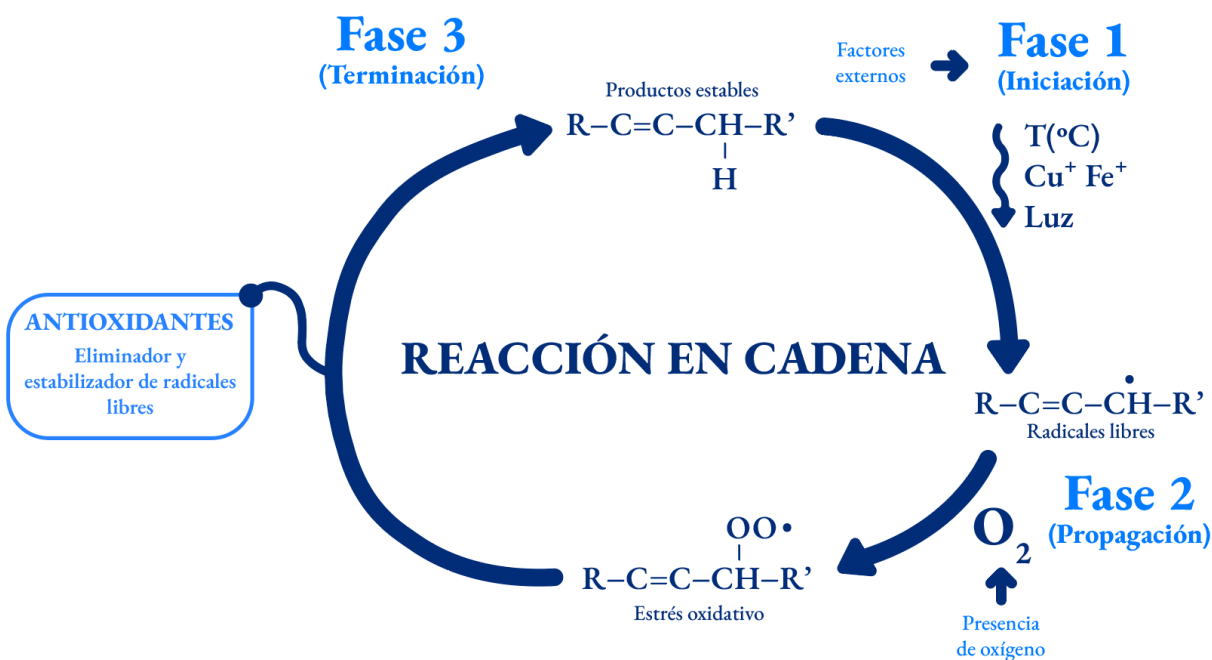 Fase 3
(Terminación)
Productos estables
R–C=C–CH–R’
H
Factores
externos
Fase 1
(Iniciación)
T(ºC)
Cu⁺ Fe⁺
Luz
ANTIOXIDANTES
Eliminador y
estabilizador de radicales
libres
REACCIÓN EN CADENA
R–C=C–ĊH–R’
Radicales libres
Fase 2
(Propagación)
O₂
Presencia
de oxígeno
OO•
R–C=C–CH–R’
Estrés oxidativo